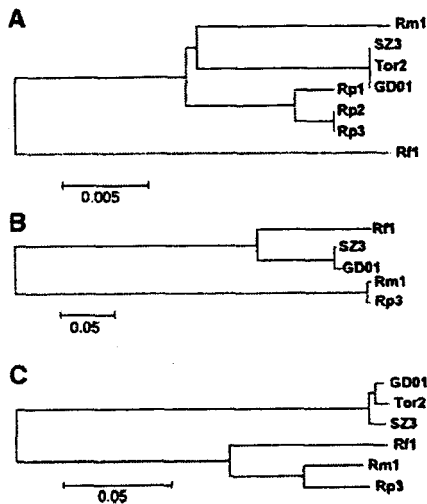 A
Rm1
SZ3
Tor2
GD01
Rp1
Rp2
Rp3
Rf1
0.005
B
Rf1
SZ3
GD01
Rm1
Rp3
0.05
C
GD01
Tor2
SZ3
Rf1
Rm1
Rp3
0.05